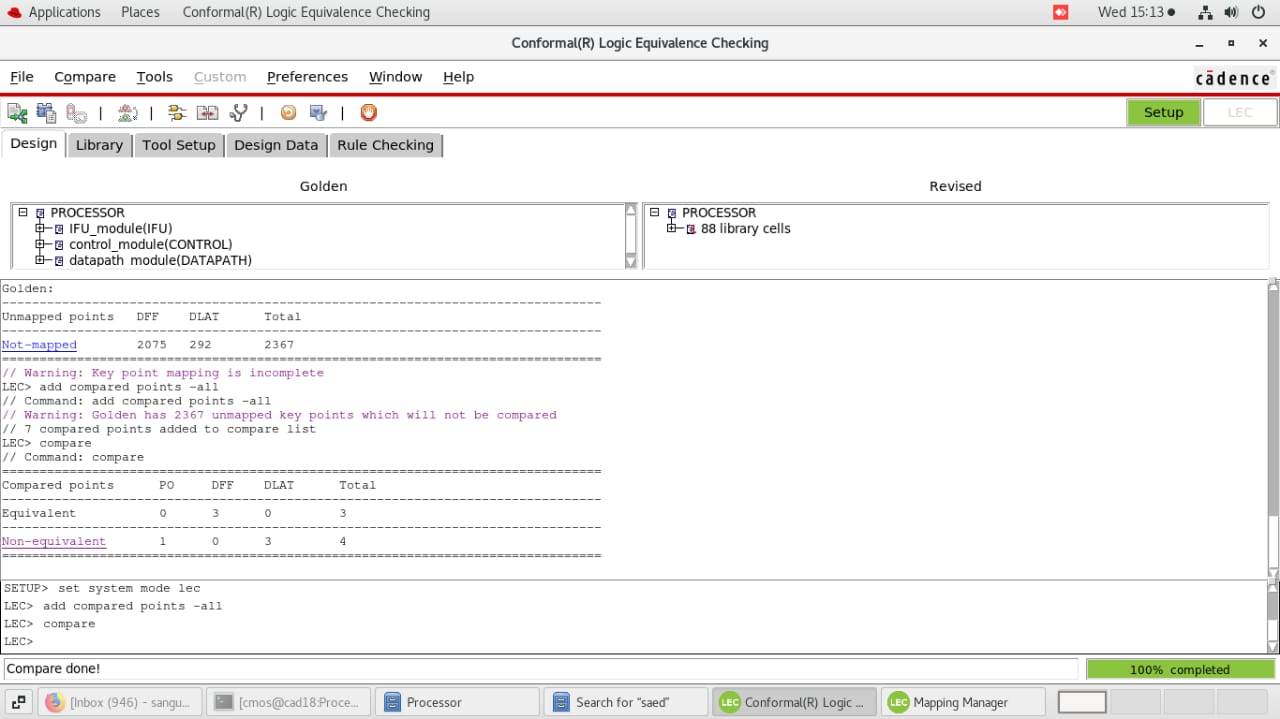 Applications Places Conformal(R) Logic Equivalence Checking Wed 15:13
Conformal(R) Logic Equivalence Checking
File Compare Tools Custom Preferences Window Help
cādence
Setup LEC
Design Library Tool Setup Design Data Rule Checking
Golden Revised
PROCESSOR
IFU_module(IFU)
control_module(CONTROL)
datapath_module(DATAPATH)
PROCESSOR
88 library cells
Golden:
--------------------------------------------------------------------------------
Unmapped points DFF DLAT Total
--------------------------------------------------------------------------------
Not-mapped 2075 292 2367
================================================================================
// Warning: Key point mapping is incomplete
LEC> add compared points -all
// Command: add compared points -all
// Warning: Golden has 2367 unmapped key points which will not be compared
// 7 compared points added to compare list
LEC> compare
// Command: compare
================================================================================
Compared points PO DFF DLAT Total
--------------------------------------------------------------------------------
Equivalent 0 3 0 3
--------------------------------------------------------------------------------
Non-equivalent 1 0 3 4
================================================================================
SETUP> set system mode lec
LEC> add compared points -all
LEC> compare
LEC>
Compare done! 100% completed
[Inbox (946) - sangu... [cmos@cad18:Proce... Processor Search for “saed” LEC Conformal(R) Logic ... LEC Mapping Manager